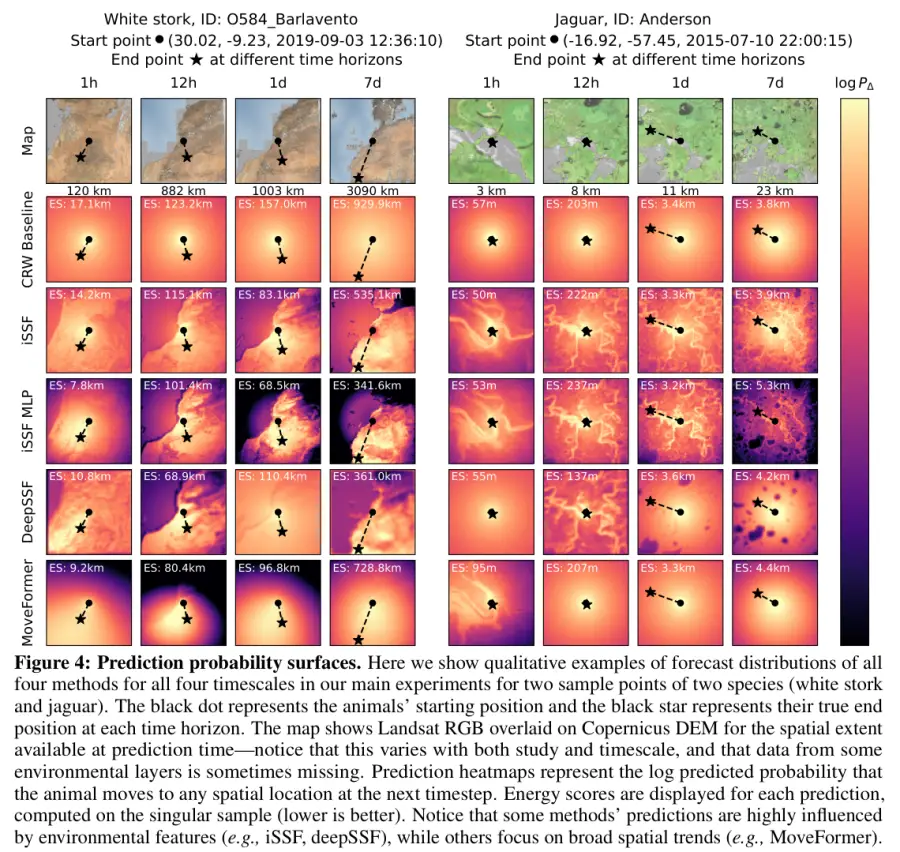 White stork, ID: O584_Barlavento
Start point ● (30.02, -9.23, 2019-09-03 12:36:10)
End point ★ at different time horizons
1h 12h 1d 7d
Jaguar, ID: Anderson
Start point ● (-16.92, -57.45, 2015-07-10 22:00:15)
End point ★ at different time horizons
1h 12h 1d 7d
log P_Δ
Map
120 km 882 km 1003 km 3090 km 3 km 8 km 11 km 23 km
CRW Baseline
ES: 17.1km ES: 123.2km ES: 157.0km ES: 929.9km ES: 57m ES: 203m ES: 3.4km ES: 3.8km
iSSF
ES: 14.2km ES: 115.1km ES: 83.1km ES: 535.1km ES: 50m ES: 222m ES: 3.3km ES: 3.9km
iSSF MLP
ES: 7.8km ES: 101.4km ES: 68.5km ES: 341.6km ES: 53m ES: 237m ES: 3.2km ES: 5.3km
DeepSSF
ES: 10.8km ES: 68.9km ES: 110.4km ES: 361.0km ES: 55m ES: 137m ES: 3.6km ES: 4.2km
MoveFormer
ES: 9.2km ES: 80.4km ES: 96.8km ES: 728.8km ES: 95m ES: 207m ES: 3.3km ES: 4.4km
Figure 4: Prediction probability surfaces. Here we show qualitative examples of forecast distributions of all
four methods for all four timescales in our main experiments for two sample points of two species (white stork
and jaguar). The black dot represents the animals' starting position and the black star represents their true end
position at each time horizon. The map shows Landsat RGB overlaid on Copernicus DEM for the spatial extent
available at prediction time—notice that this varies with both study and timescale, and that data from some
environmental layers is sometimes missing. Prediction heatmaps represent the log predicted probability that
the animal moves to any spatial location at the next timestep. Energy scores are displayed for each prediction,
computed on the singular sample (lower is better). Notice that some methods' predictions are highly influenced
by environmental features (e.g., iSSF, deepSSF), while others focus on broad spatial trends (e.g., MoveFormer).